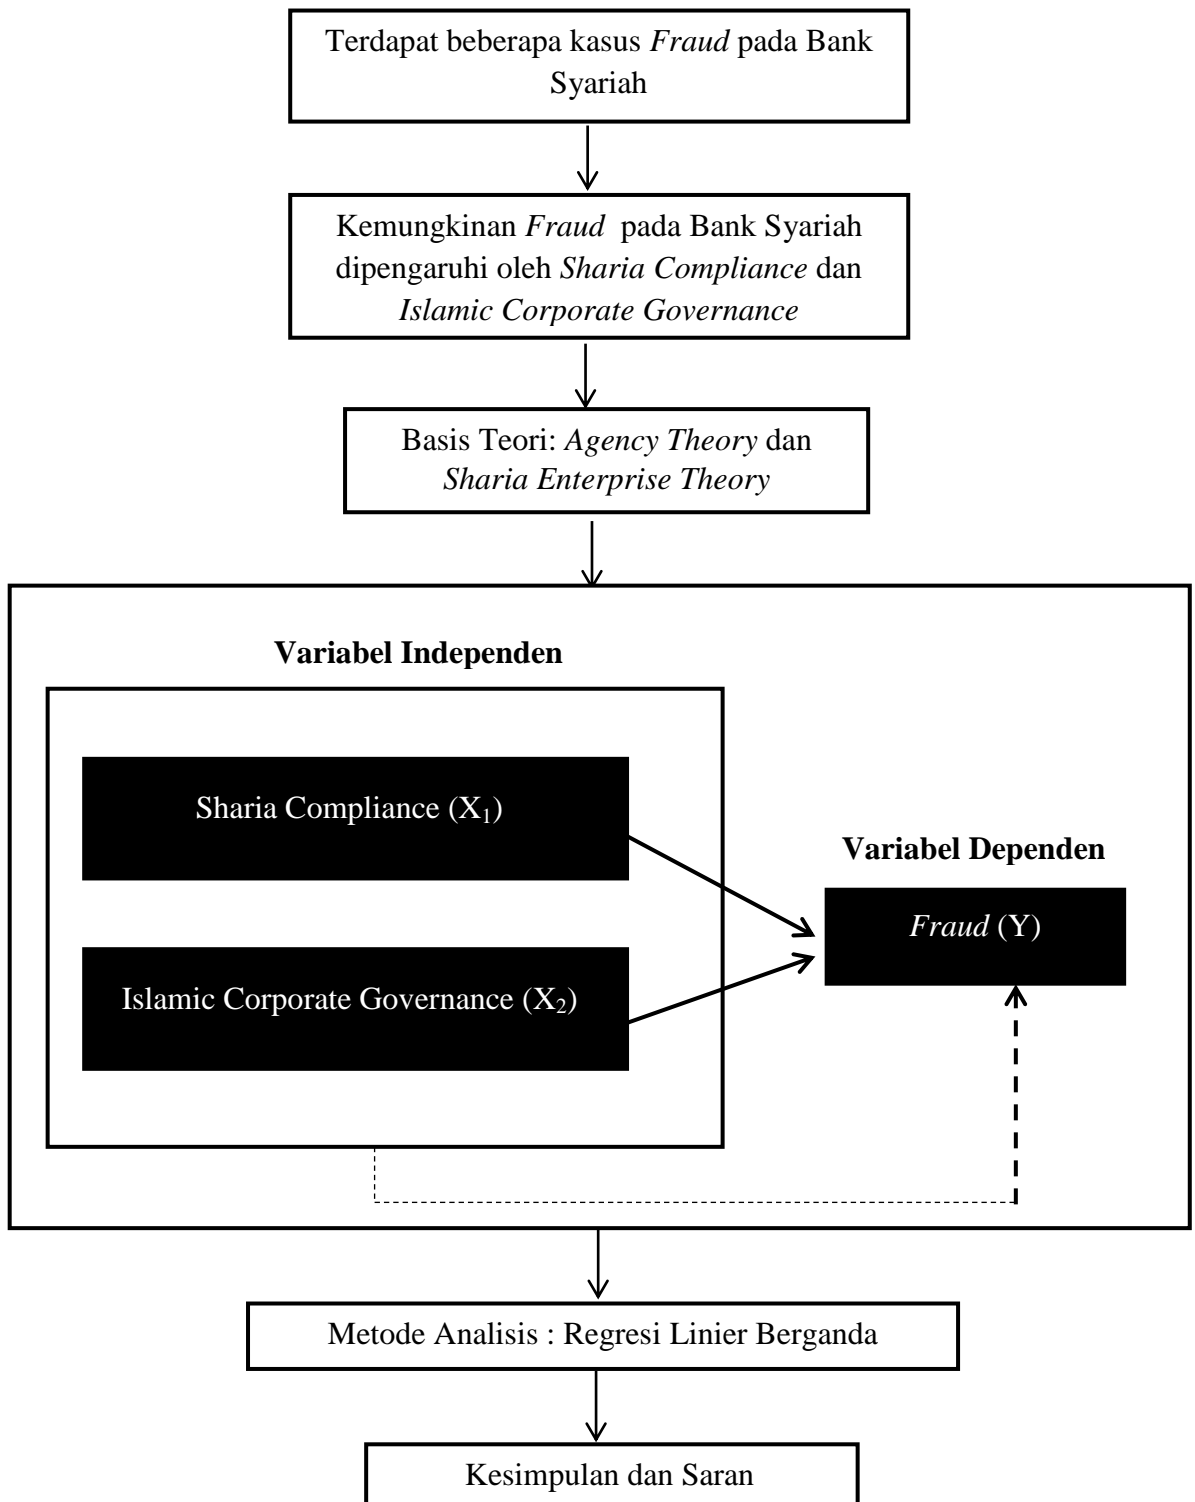 Terdapat beberapa kasus Fraud pada Bank
Syariah
Kemungkinan Fraud pada Bank Syariah
dipengaruhi oleh Sharia Compliance dan
Islamic Corporate Governance
Basis Teori: Agency Theory dan
Sharia Enterprise Theory
Variabel Independen
Sharia Compliance (X₁)
Variabel Dependen
Fraud (Y)
Islamic Corporate Governance (X₂)
Metode Analisis : Regresi Linier Berganda
Kesimpulan dan Saran